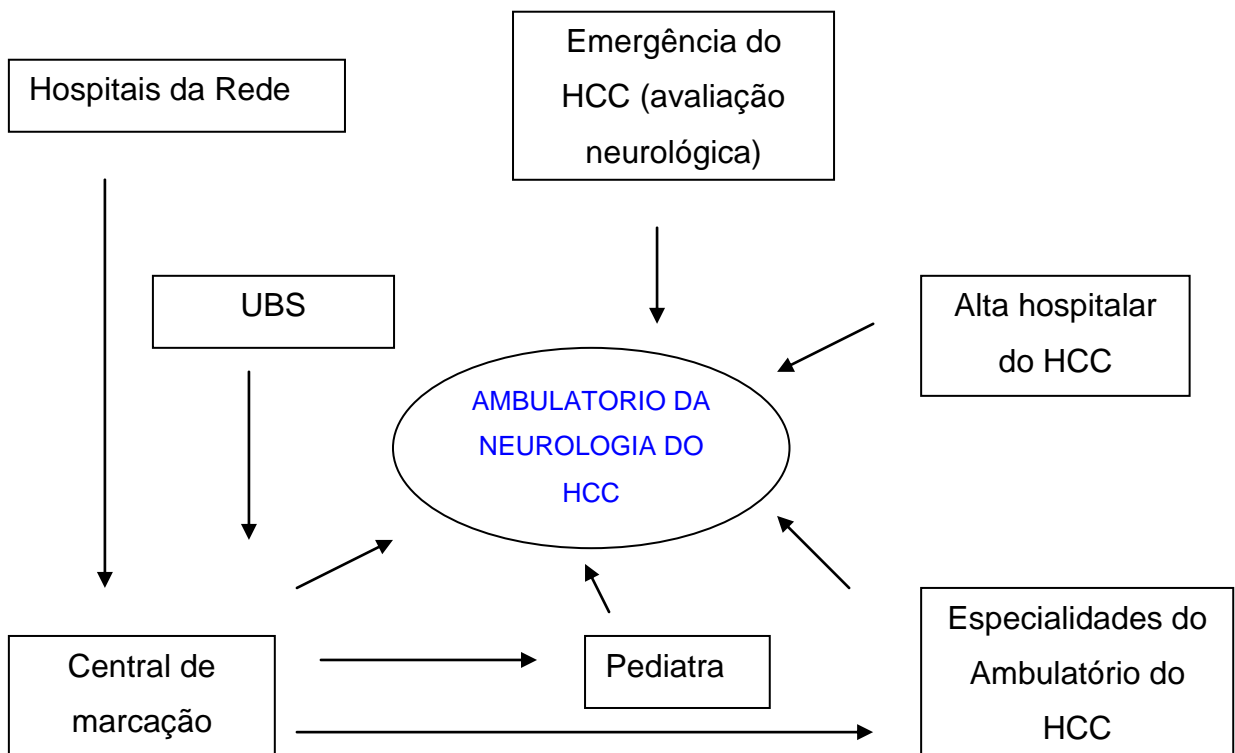 Hospitais da Rede
Emergência do
HCC (avaliação
neurológica)
UBS
Alta hospitalar
do HCC
AMBULATORIO DA
NEUROLOGIA DO
HCC
Central de
marcação
Pediatra
Especialidades do
Ambulatório do
HCC